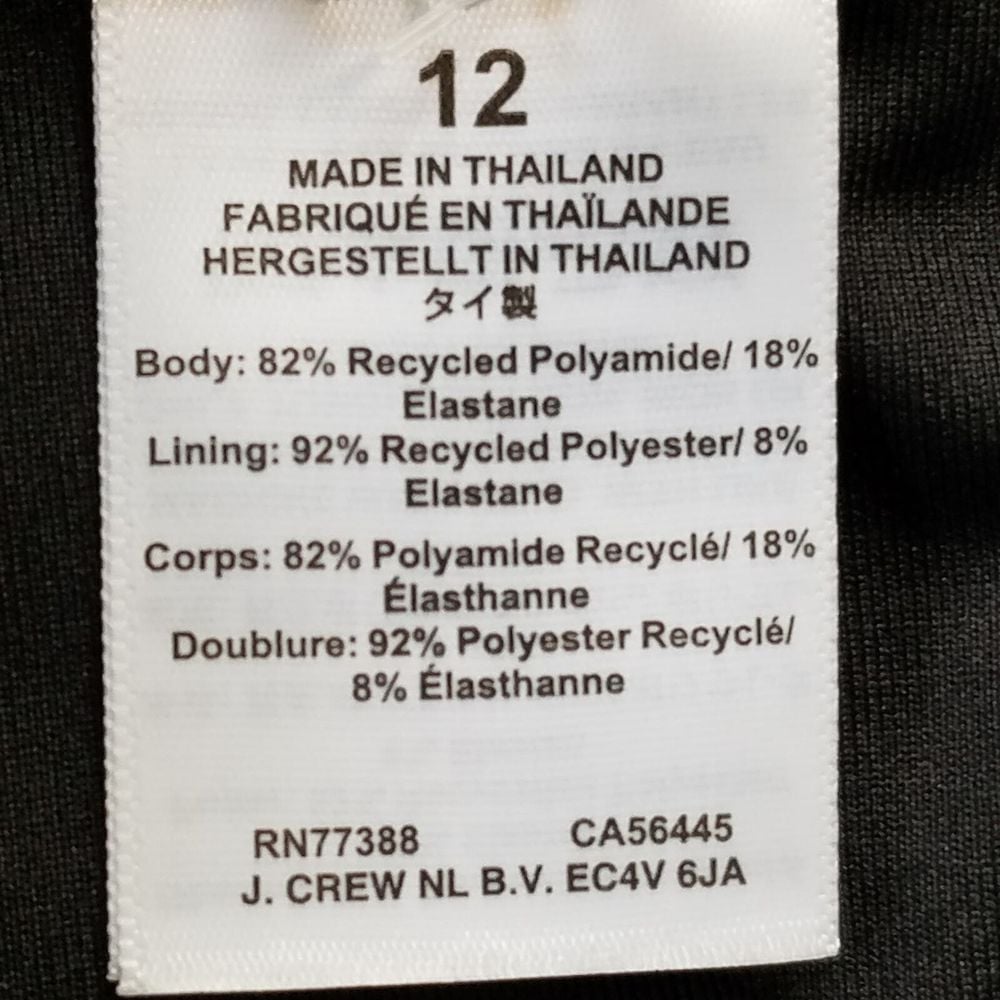 12
MADE IN THAILAND
FABRIQUÉ EN THAÏLANDE
HERGESTELLT IN THAILAND
タイ製
Body: 82% Recycled Polyamide/ 18%
Elastane
Lining: 92% Recycled Polyester/ 8%
Elastane
Corps: 82% Polyamide Recyclé/ 18%
Élasthanne
Doublure: 92% Polyester Recyclé/
8% Élasthanne
RN77388 CA56445
J. CREW NL B.V. EC4V 6JA